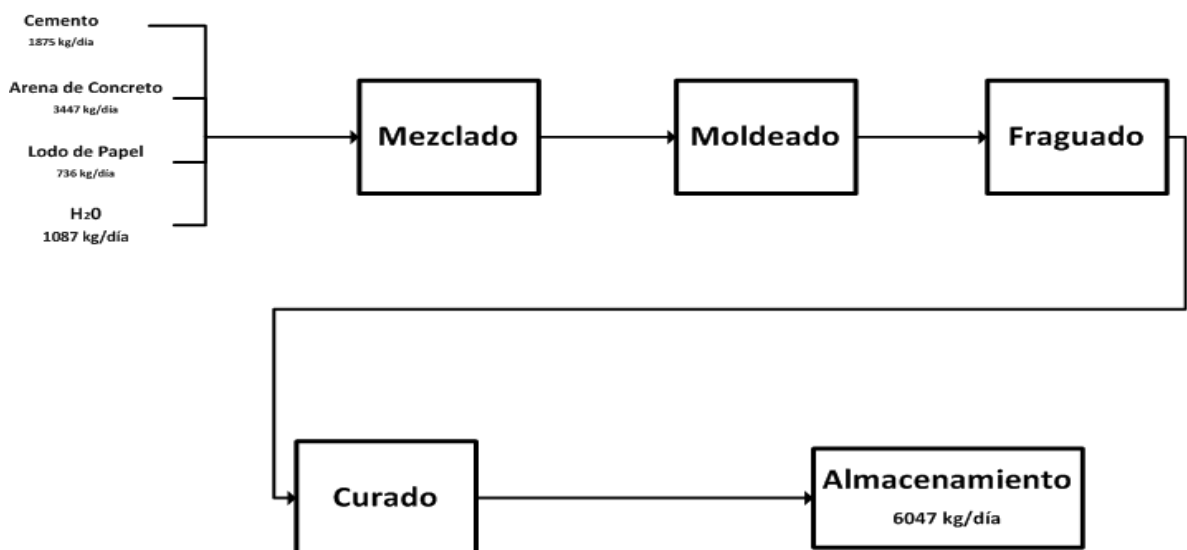 Cemento
1875 kg/día
Arena de Concreto
3447 kg/día
Lodo de Papel
736 kg/día
H₂0
1087 kg/día
Mezclado
Moldeado
Fraguado
Curado
Almacenamiento
6047 kg/día